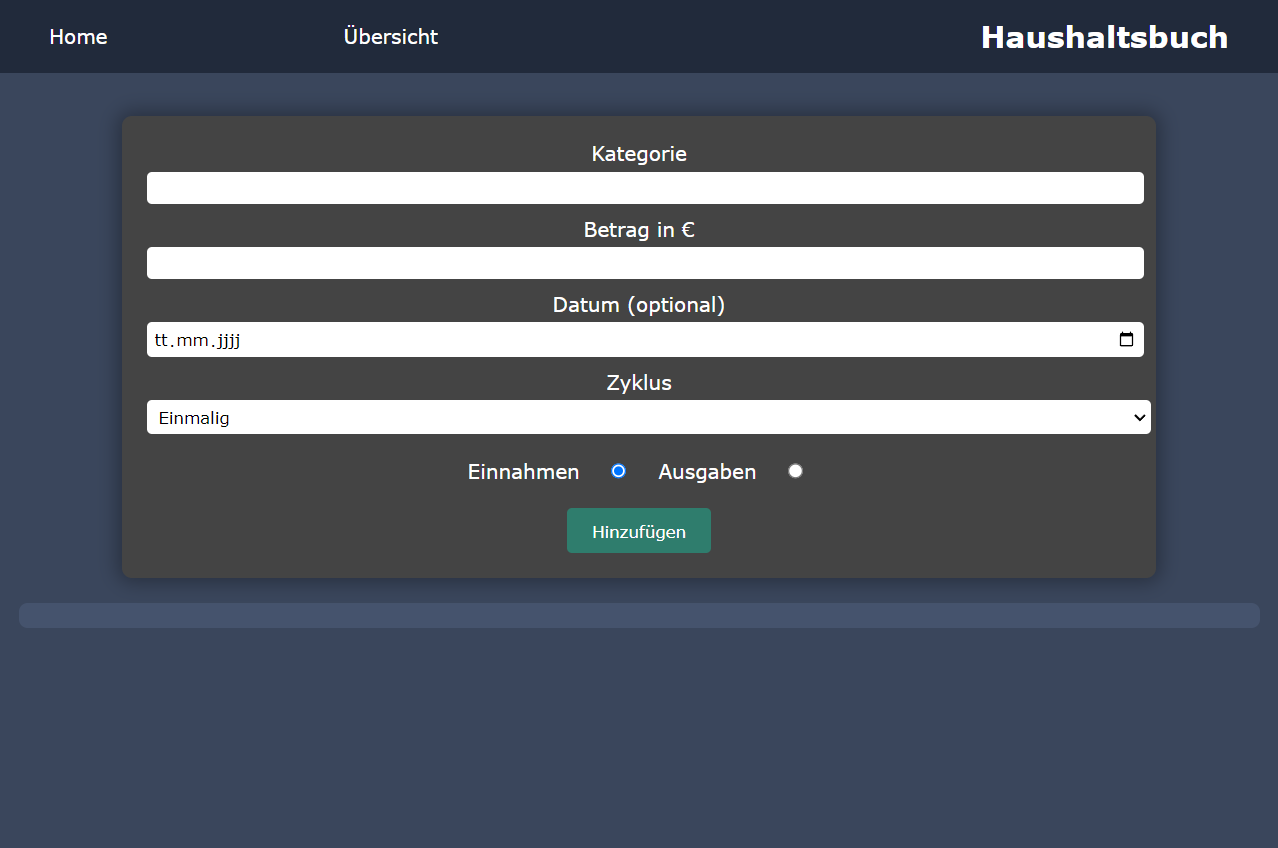 Home Übersicht Haushaltsbuch
Kategorie
Betrag in €
Datum (optional)
tt.mm.jjjj
Zyklus
Einmalig
Einnahmen Ausgaben
Hinzufügen